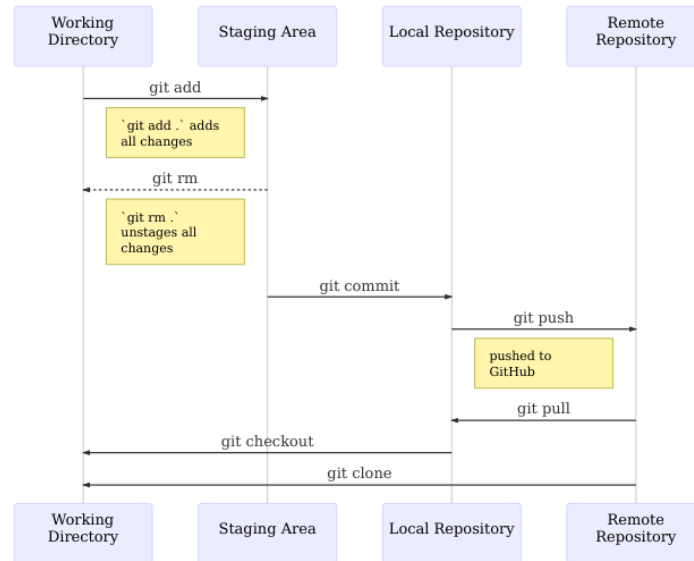 Working
Directory
Staging Area
Local Repository
Remote
Repository
git add
`git add .` adds
all changes
git rm
`git rm .`
unstages all
changes
git commit
git push
pushed to
GitHub
git pull
git checkout
git clone
Working
Directory
Staging Area
Local Repository
Remote
Repository